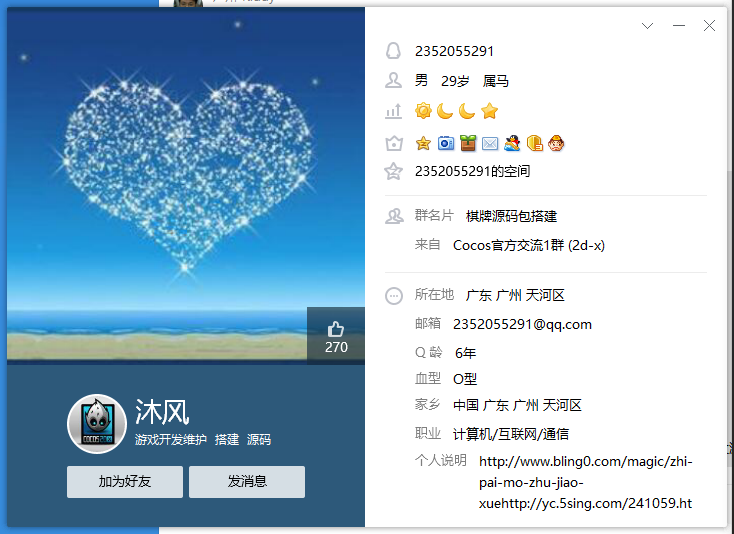 2352055291
男 29岁 属马
2352055291的空间
群名片 棋牌源码包搭建
来自 Cocos官方交流1群 (2d-x)
所在地 广东 广州 天河区
邮箱 2352055291@qq.com
Q 龄 6年
血型 O型
家乡 中国 广东 广州 天河区
职业 计算机/互联网/通信
个人说明 http://www.bling0.com/magic/zhi-
pai-mo-zhu-jiao-
xuehttp://yc.5sing.com/241059.ht
270
沐风
COCOS2D-X
游戏开发维护 搭建 源码
加为好友 发消息